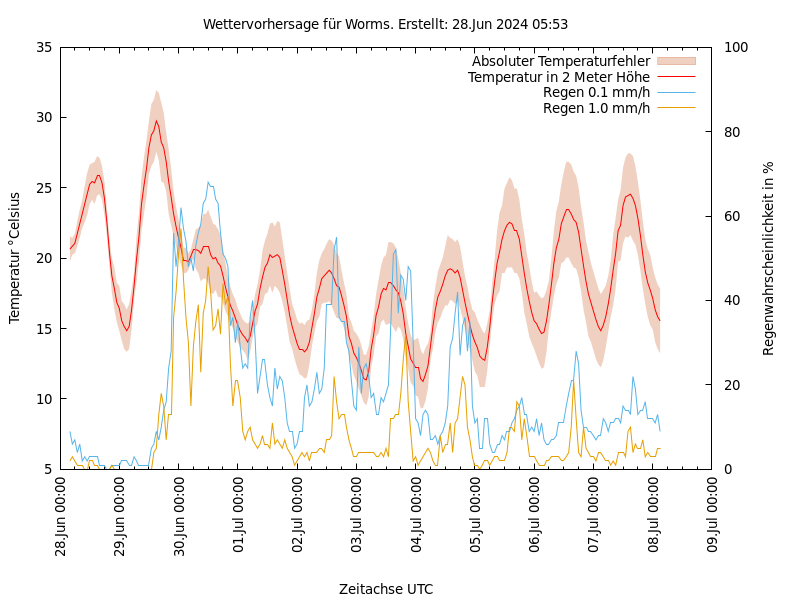 Wettervorhersage für Worms. Erstellt: 28.Jun 2024 05:53
Absoluter Temperaturfehler
Temperatur in 2 Meter Höhe
Regen 0.1 mm/h
Regen 1.0 mm/h
Temperatur °Celsius
35
30
25
20
15
10
5
Regenwahrscheinlichkeit in %
100
80
60
40
20
0
28.Jun 00:00
29.Jun 00:00
30.Jun 00:00
01.Jul 00:00
02.Jul 00:00
03.Jul 00:00
04.Jul 00:00
05.Jul 00:00
06.Jul 00:00
07.Jul 00:00
08.Jul 00:00
09.Jul 00:00
Zeitachse UTC